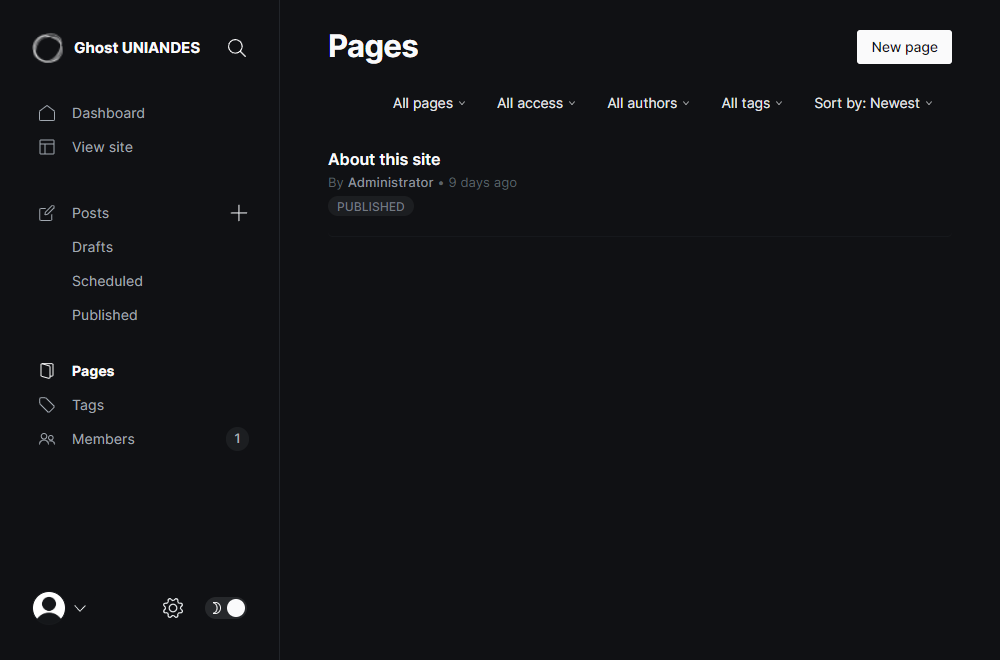 Ghost UNIANDES
Dashboard
View site
Posts
Drafts
Scheduled
Published
Pages
Tags
Members 1
Pages
New page
All pages All access All authors All tags Sort by: Newest
About this site
By Administrator • 9 days ago
PUBLISHED